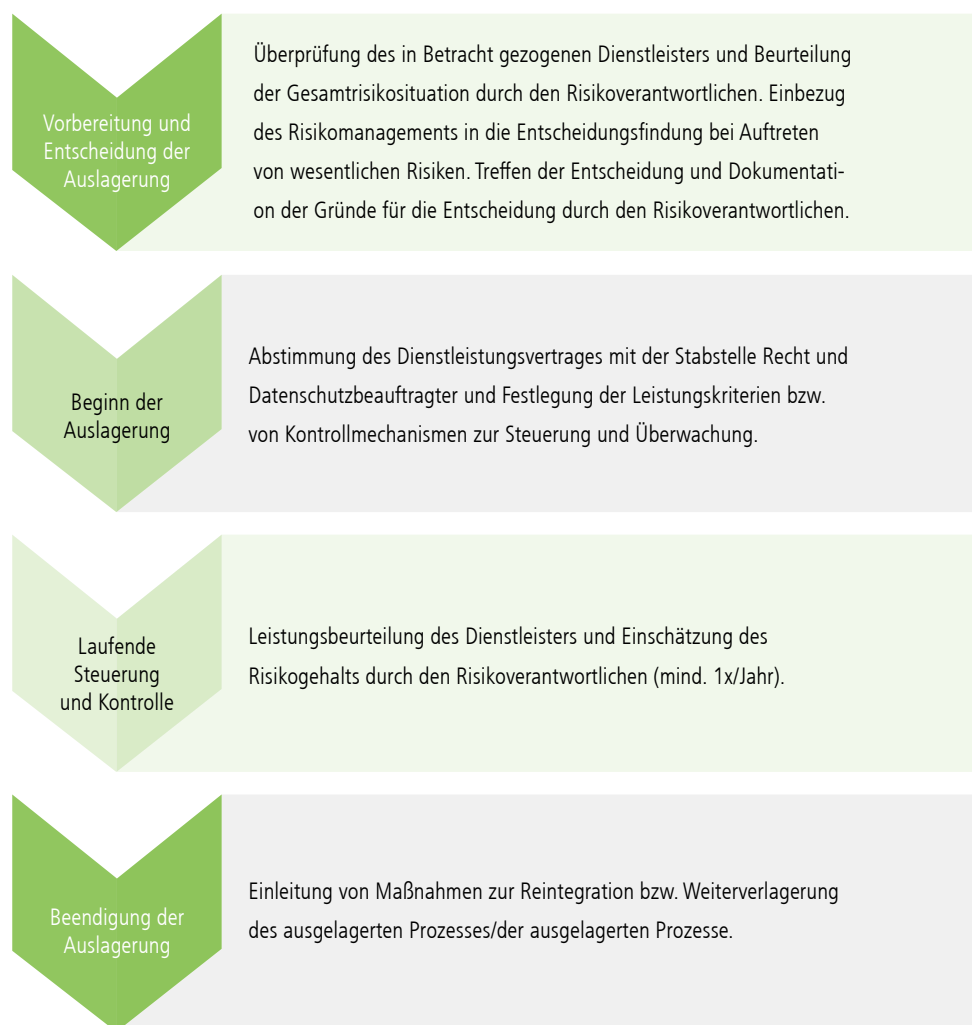 Vorbereitung und
Entscheidung der
Auslagerung
Überprüfung des in Betracht gezogenen Dienstleisters und Beurteilung
der Gesamtrisikosituation durch den Risikoverantwortlichen. Einbezug
des Risikomanagements in die Entscheidungsfindung bei Auftreten
von wesentlichen Risiken. Treffen der Entscheidung und Dokumentati-
on der Gründe für die Entscheidung durch den Risikoverantwortlichen.
Beginn der
Auslagerung
Abstimmung des Dienstleistungsvertrages mit der Stabstelle Recht und
Datenschutzbeauftragter und Festlegung der Leistungskriterien bzw.
von Kontrollmechanismen zur Steuerung und Überwachung.
Laufende
Steuerung
und Kontrolle
Leistungsbeurteilung des Dienstleisters und Einschätzung des
Risikogehalts durch den Risikoverantwortlichen (mind. 1x/Jahr).
Beendigung der
Auslagerung
Einleitung von Maßnahmen zur Reintegration bzw. Weiterverlagerung
des ausgelagerten Prozesses/der ausgelagerten Prozesse.